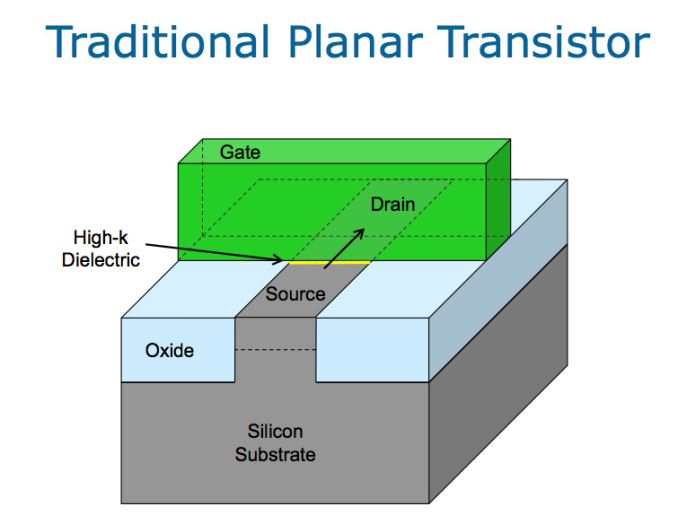 Traditional Planar Transistor
Gate
Drain
High-k
Dielectric
Source
Oxide
Silicon
Substrate